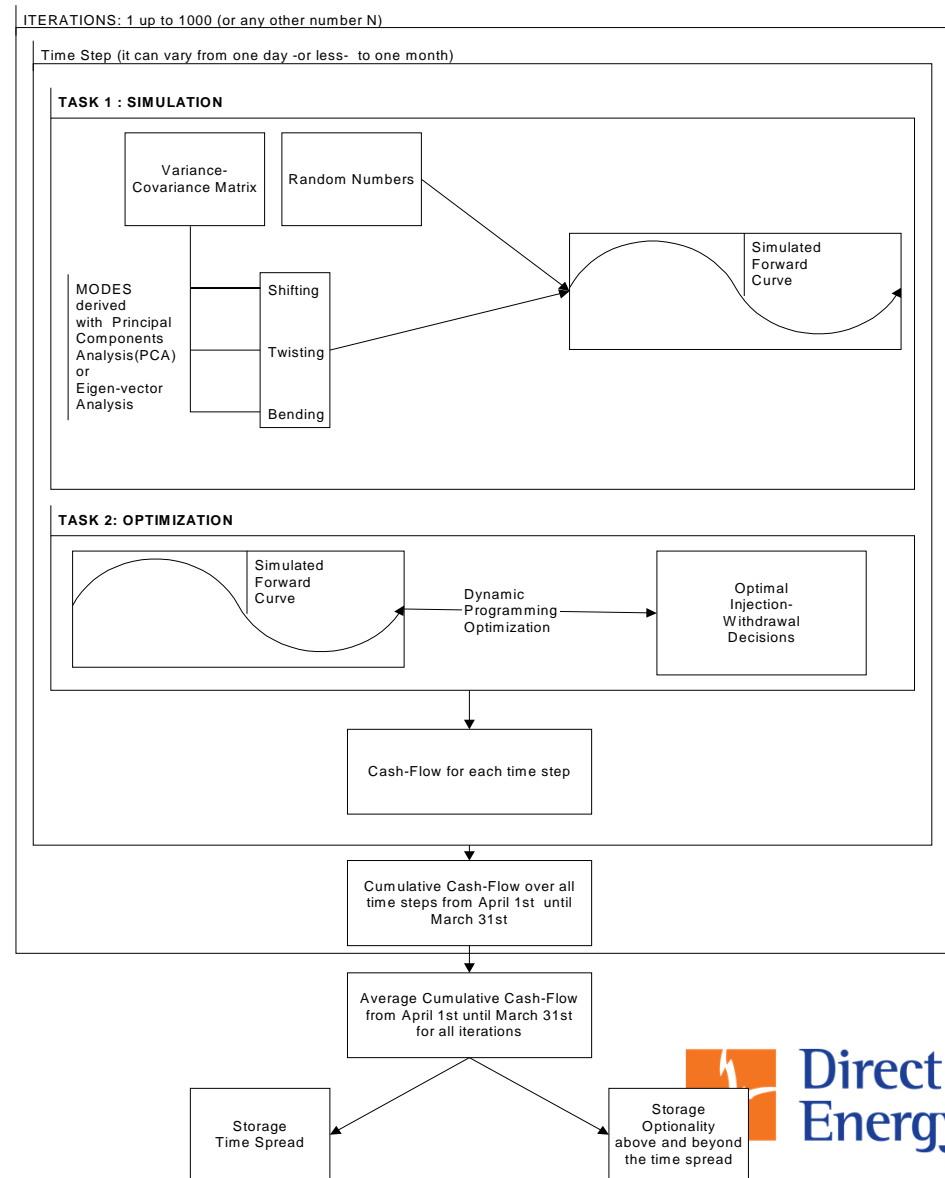 ITERATIONS: 1 up to 1000 (or any other number N)
Time Step (it can vary from one day -or less- to one month)
TASK 1 : SIMULATION
Variance-
Covariance Matrix
Random Numbers
Simulated
Forward
Curve
MODES
derived
with Principal
Components
Analysis(PCA)
or
Eigen-vector
Analysis
Shifting
Twisting
Bending
TASK 2: OPTIMIZATION
Simulated
Forward
Curve
Dynamic
Programming
Optimization
Optimal
Injection-
Withdrawal
Decisions
Cash-Flow for each time step
Cumulative Cash-Flow over all
time steps from April 1st until
March 31st
Average Cumulative Cash-Flow
from April 1st until March 31st
for all iterations
Storage
Time Spread
Storage
Optionality
above and beyond
the time spread
Direct
Energy